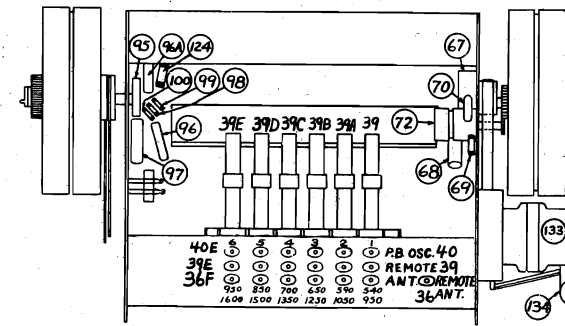 95
96A
124
67
100
99
98
70
39E 39D 39C 39B 39A 39
72
96
97
68
69
40E 6 5 4 3 2 1 P.B. OSC. 40
39E REMOTE 39
36F ANT. REMOTE
950 850 700 650 590 540 36 ANT.
1600 1500 1350 1250 1050 950
133
134